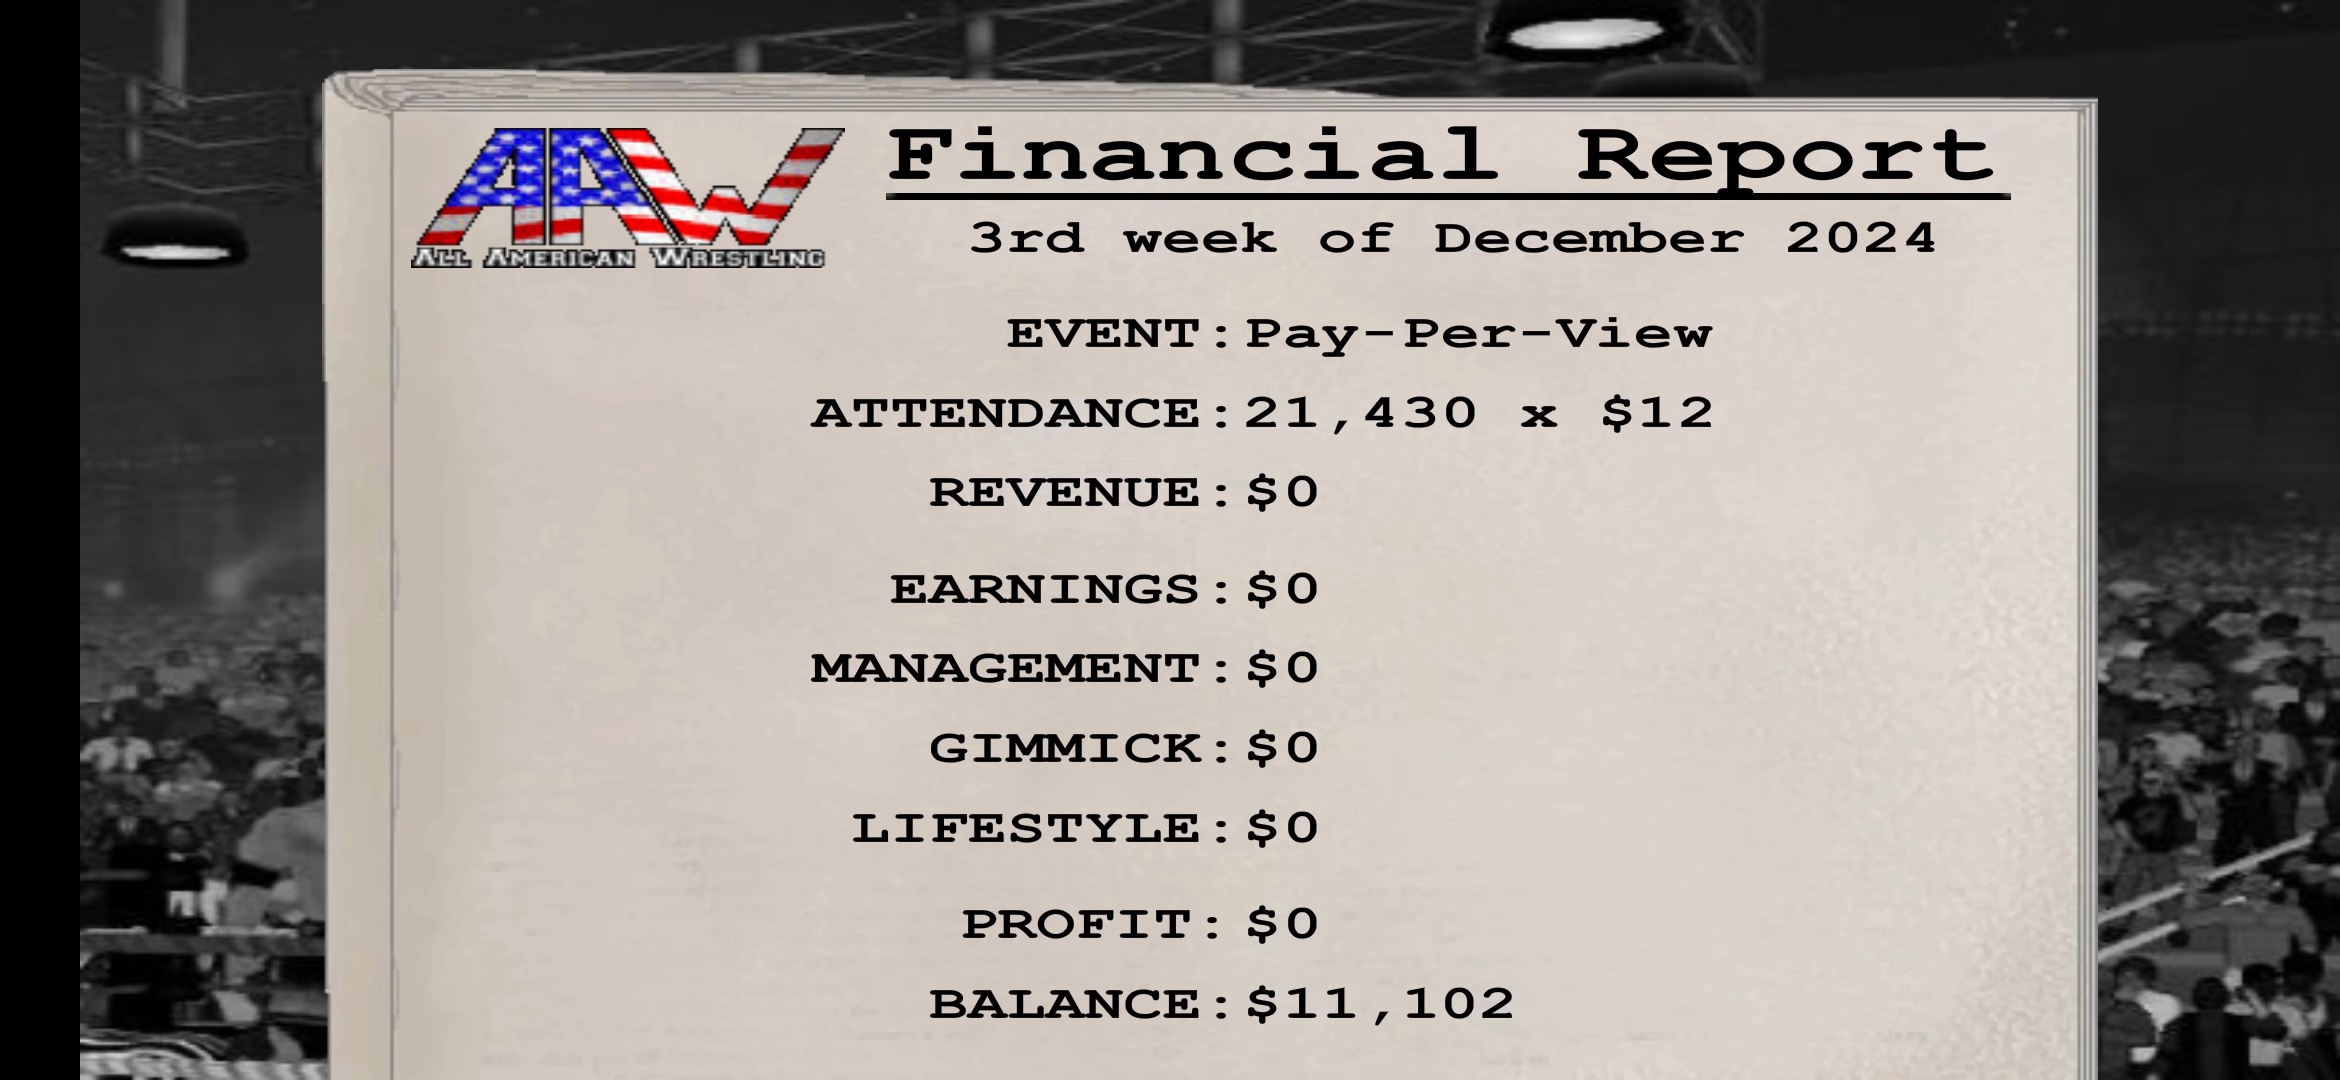 AAW
ALL AMERICAN WRESTLING
Financial Report
3rd week of December 2024
EVENT: Pay-Per-View
ATTENDANCE: 21,430 x $12
REVENUE: $0
EARNINGS: $0
MANAGEMENT: $0
GIMMICK: $0
LIFESTYLE: $0
PROFIT: $0
BALANCE: $11,102